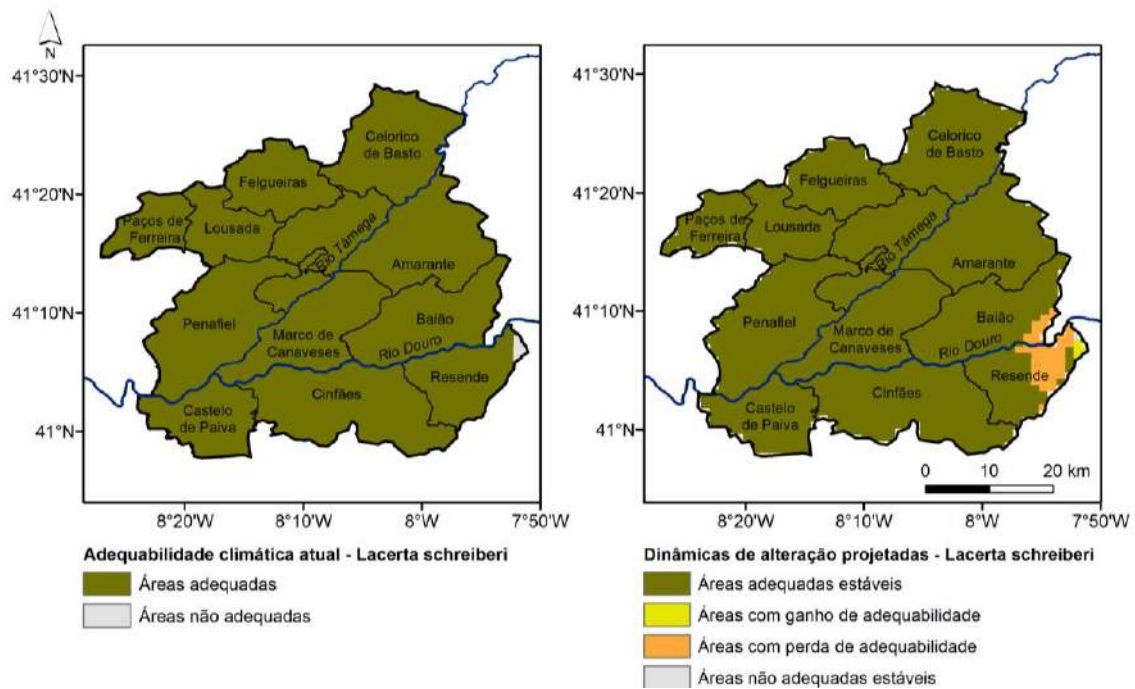 N
41°30'N
41°20'N
41°10'N
41°N
8°20'W
8°10'W
8°W
7°50'W
Celorico
de Basto
Felgueiras
Paços de
Ferreira
Lousada
Rio Tâmega
Amarante
Penafiel
Marco de
Canaveses
Baião
Rio Douro
Resende
Cinfães
Castelo
de Paiva
Adequabilidade climática atual - Lacerta schreiberi
Áreas adequadas
Áreas não adequadas
41°30'N
41°20'N
41°10'N
41°N
8°20'W
8°10'W
8°W
7°50'W
Celorico
de Basto
Felgueiras
Paços de
Ferreira
Lousada
Rio Tâmega
Amarante
Penafiel
Marco de
Canaveses
Baião
Rio Douro
Resende
Cinfães
Castelo
de Paiva
0 10 20 km
Dinâmicas de alteração projetadas - Lacerta schreiberi
Áreas adequadas estáveis
Áreas com ganho de adequabilidade
Áreas com perda de adequabilidade
Áreas não adequadas estáveis